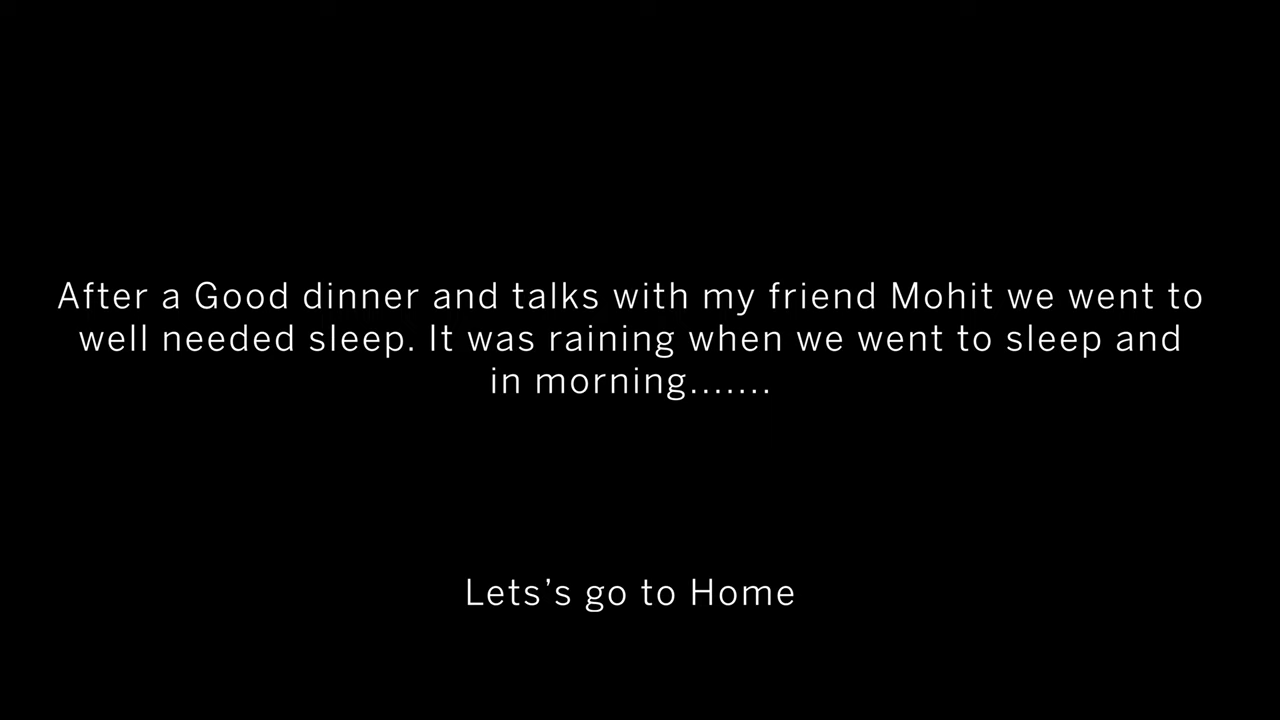 After a Good dinner and talks with my friend Mohit we went to
well needed sleep. It was raining when we went to sleep and
in morning.......
Lets’s go to Home